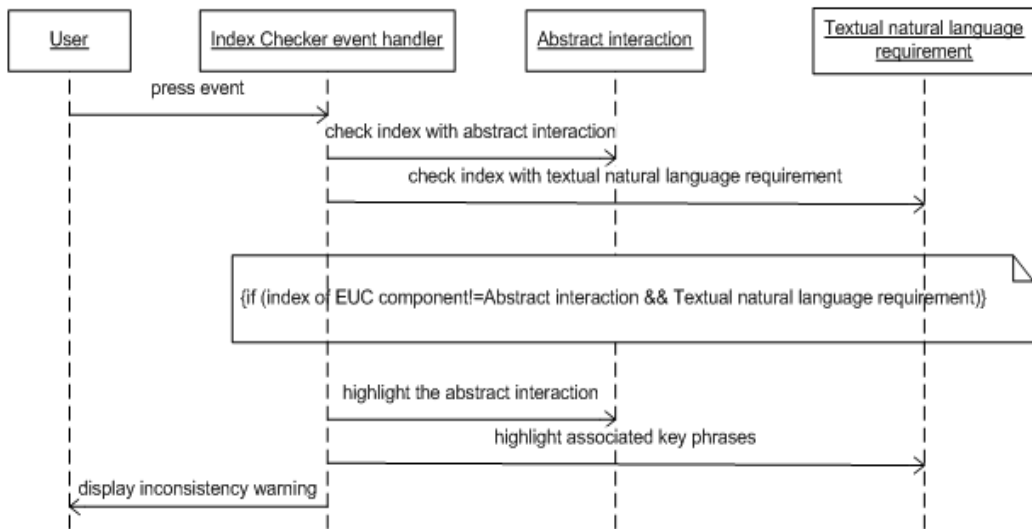 User
Index Checker event handler
Abstract interaction
Textual natural language
requirement
press event
check index with abstract interaction
check index with textual natural language requirement
{if (index of EUC component!=Abstract interaction && Textual natural language requirement)}
highlight the abstract interaction
highlight associated key phrases
display inconsistency warning